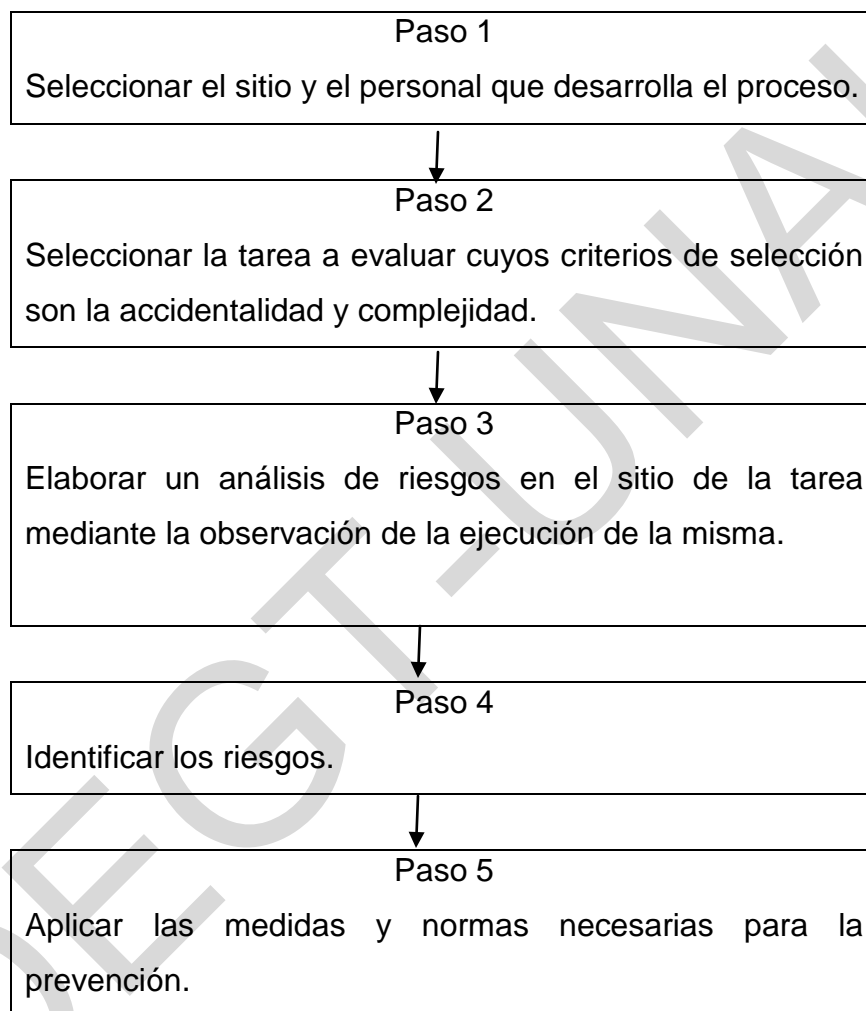 Paso 1
Seleccionar el sitio y el personal que desarrolla el proceso.
Paso 2
Seleccionar la tarea a evaluar cuyos criterios de selección
son la accidentalidad y complejidad.
Paso 3
Elaborar un análisis de riesgos en el sitio de la tarea
mediante la observación de la ejecución de la misma.
Paso 4
Identificar los riesgos.
Paso 5
Aplicar las medidas y normas necesarias para la
prevención.